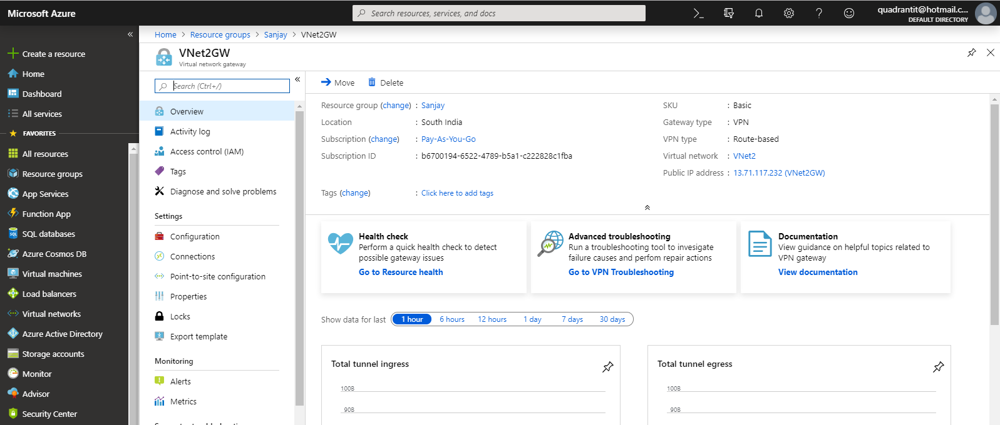 Microsoft Azure
Search resources, services, and docs
quadrantit@hotmail.c...
DEFAULT DIRECTORY
Create a resource
Home
Dashboard
All services
FAVORITES
All resources
Resource groups
App Services
Function App
SQL databases
Azure Cosmos DB
Virtual machines
Load balancers
Virtual networks
Azure Active Directory
Storage accounts
Monitor
Advisor
Security Center
Home > Resource groups > Sanjay > VNet2GW
VNet2GW
Virtual network gateway
Search (Ctrl+/)
Overview
Activity log
Access control (IAM)
Tags
Diagnose and solve problems
Settings
Configuration
Connections
Point-to-site configuration
Properties
Locks
Export template
Monitoring
Alerts
Metrics
Move Delete
Resource group (change) : Sanjay
Location : South India
Subscription (change) : Pay-As-You-Go
Subscription ID : b6700194-6522-4789-b5a1-c222828c1fba
Tags (change) : Click here to add tags
SKU : Basic
Gateway type : VPN
VPN type : Route-based
Virtual network : VNet2
Public IP address : 13.71.117.232 (VNet2GW)
Health check
Perform a quick health check to detect
possible gateway issues
Go to Resource health
Advanced troubleshooting
Run a troubleshooting tool to invesigate
failure causes and perfom repair actions
Go to VPN Troubleshooting
Documentation
View guidance on helpful topics related to
VPN gateway
View documentation
Show data for last 1 hour 6 hours 12 hours 1 day 7 days 30 days
Total tunnel ingress
100B
90B
Total tunnel egress
100B
90B